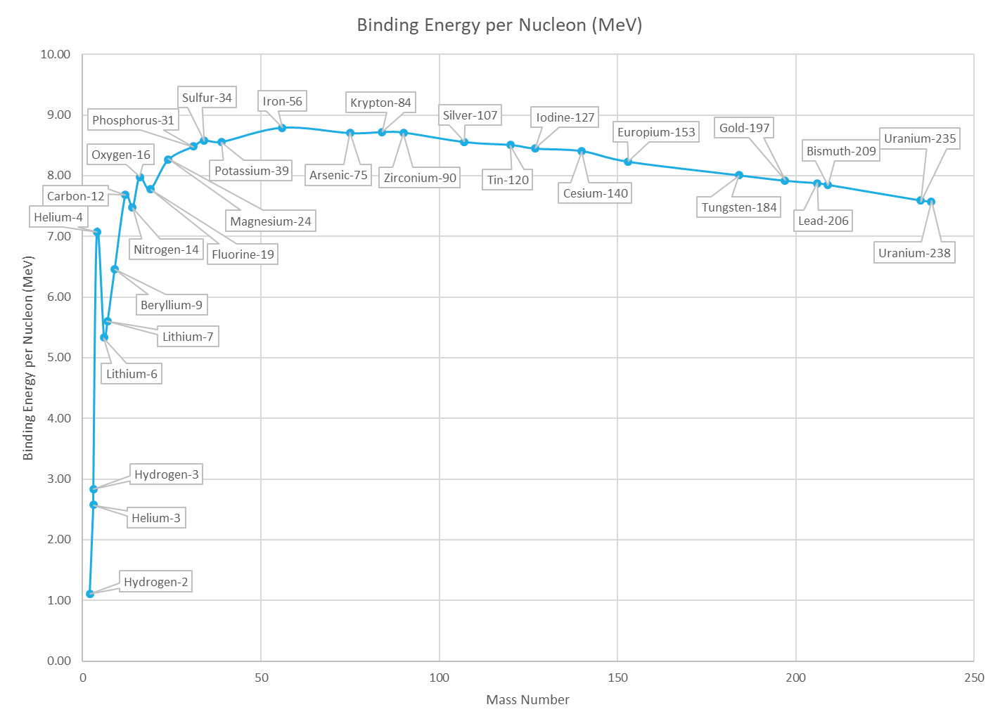 Binding Energy per Nucleon (MeV)
10.00
9.00
8.00
7.00
6.00
5.00
4.00
3.00
2.00
1.00
0.00
Binding Energy per Nucleon (MeV)
Sulfur-34
Iron-56
Krypton-84
Phosphorus-31
Silver-107
Iodine-127
Europium-153
Gold-197
Uranium-235
Oxygen-16
Bismuth-209
Potassium-39
Arsenic-75
Zirconium-90
Tin-120
Cesium-140
Carbon-12
Tungsten-184
Helium-4
Magnesium-24
Lead-206
Nitrogen-14
Fluorine-19
Uranium-238
Beryllium-9
Lithium-7
Lithium-6
Hydrogen-3
Helium-3
Hydrogen-2
0
50
100
150
200
250
Mass Number